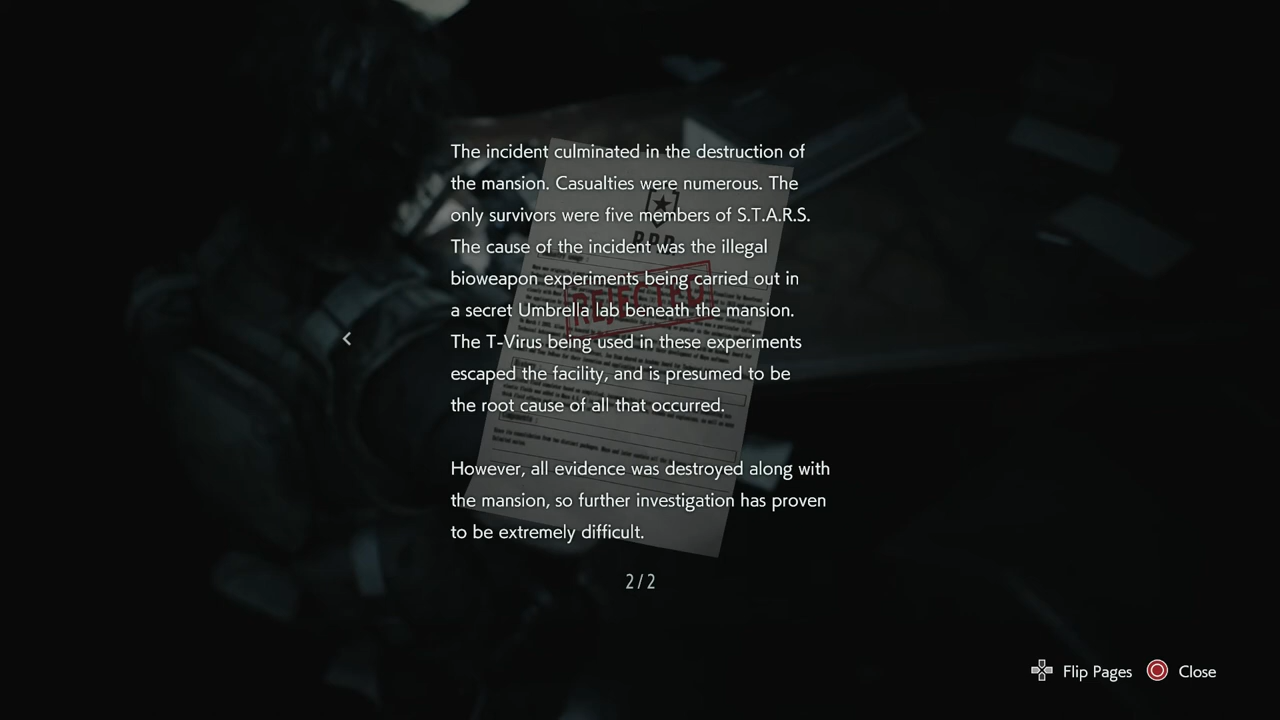 The incident culminated in the destruction of
the mansion. Casualties were numerous. The
only survivors were five members of S.T.A.R.S.
The cause of the incident was the illegal
bioweapon experiments being carried out in
a secret Umbrella lab beneath the mansion.
The T-Virus being used in these experiments
escaped the facility, and is presumed to be
the root cause of all that occurred.
However, all evidence was destroyed along with
the mansion, so further investigation has proven
to be extremely difficult.
2/2
Flip Pages
Close
R.P.D.
REJECTED